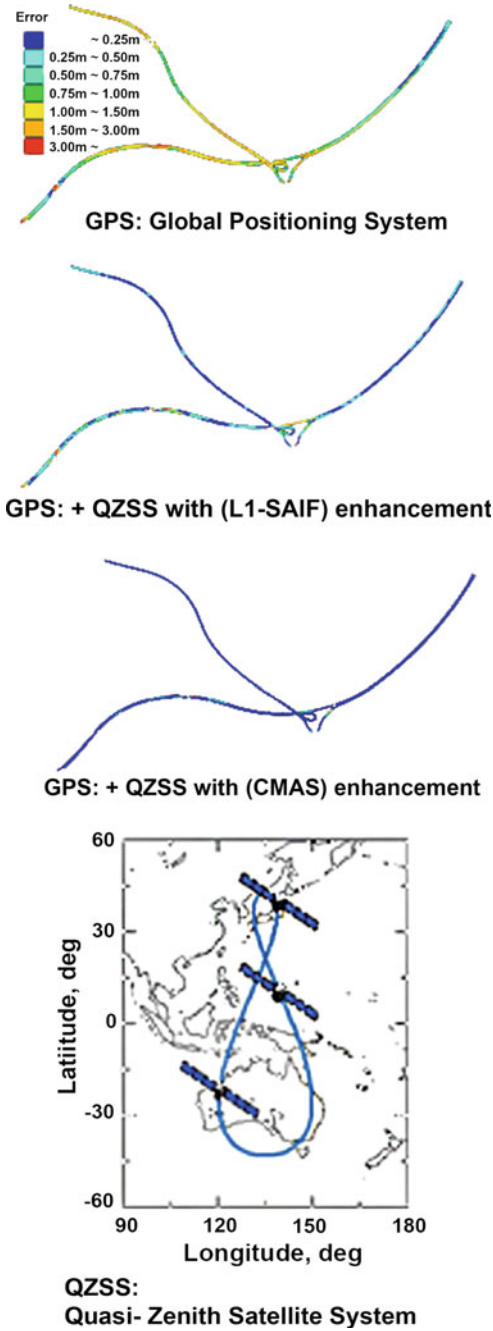 Error
~ 0.25m
0.25m ~ 0.50m
0.50m ~ 0.75m
0.75m ~ 1.00m
1.00m ~ 1.50m
1.50m ~ 3.00m
3.00m ~
GPS: Global Positioning System
GPS: + QZSS with (L1-SAIF) enhancement
GPS: + QZSS with (CMAS) enhancement
60
30
0
-30
-60
Latiitude, deg
90 120 150 180
Longitude, deg
QZSS:
Quasi- Zenith Satellite System